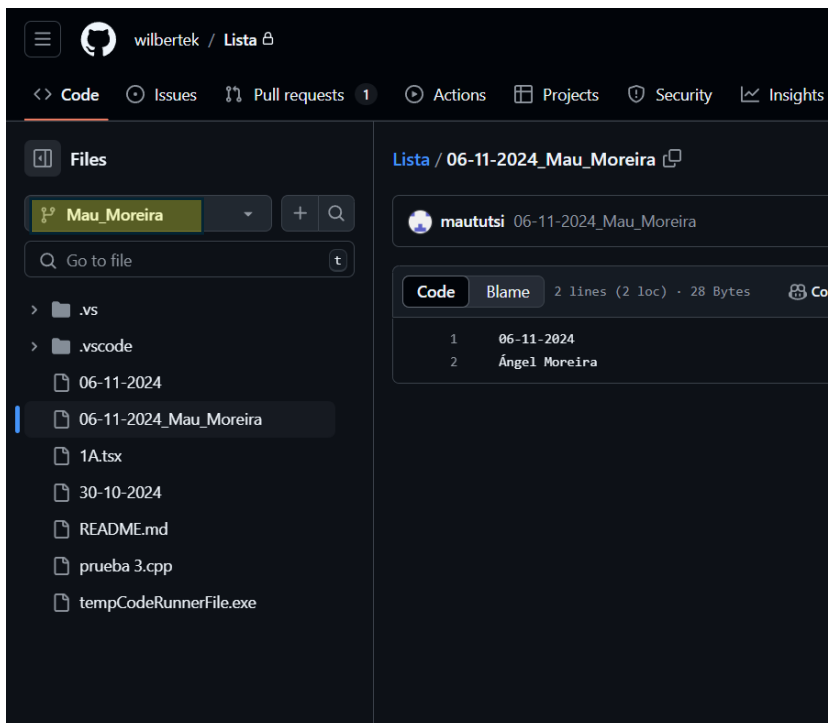 wilbertek / Lista
Code Issues Pull requests 1 Actions Projects Security Insights
Files
Mau_Moreira
Go to file t
.vs
.vscode
06-11-2024
06-11-2024_Mau_Moreira
1A.tsx
30-10-2024
README.md
prueba 3.cpp
tempCodeRunnerFile.exe
Lista / 06-11-2024_Mau_Moreira
maututsi 06-11-2024_Mau_Moreira
Code Blame 2 lines (2 loc) · 28 Bytes Co
1 06-11-2024
2 Ángel Moreira